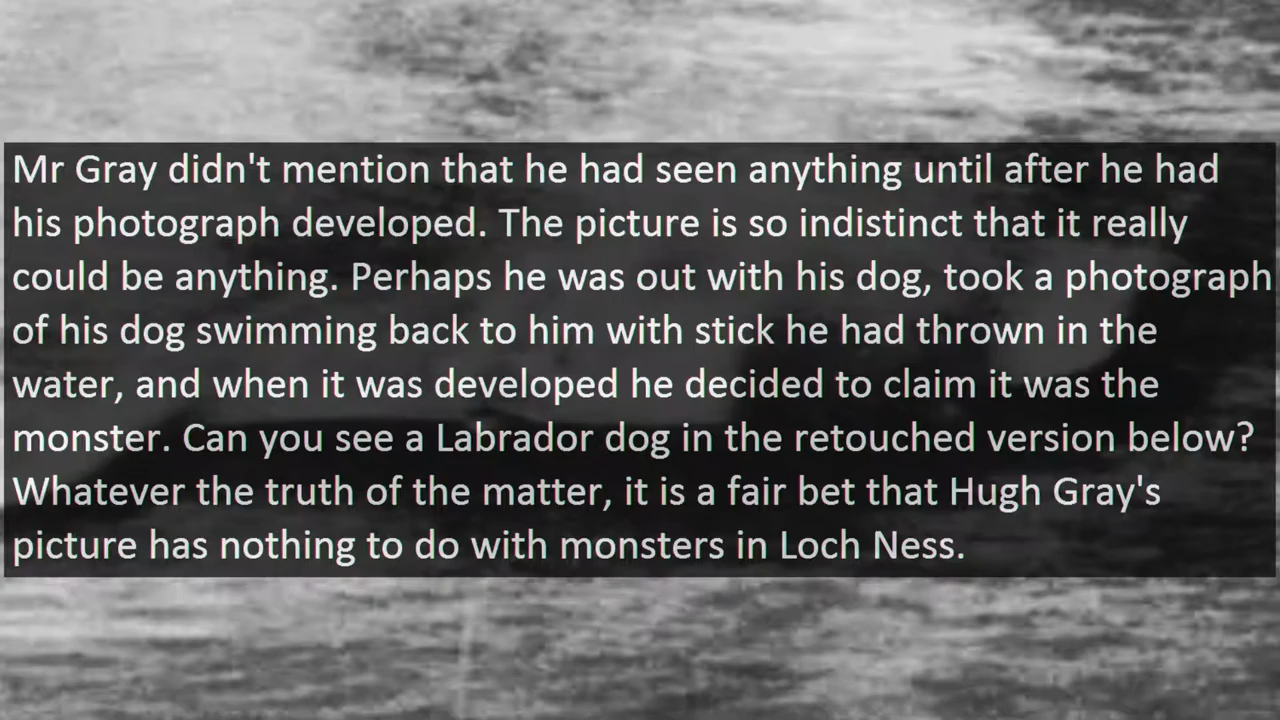 Mr Gray didn't mention that he had seen anything until after he had
his photograph developed. The picture is so indistinct that it really
could be anything. Perhaps he was out with his dog, took a photograph
of his dog swimming back to him with stick he had thrown in the
water, and when it was developed he decided to claim it was the
monster. Can you see a Labrador dog in the retouched version below?
Whatever the truth of the matter, it is a fair bet that Hugh Gray's
picture has nothing to do with monsters in Loch Ness.